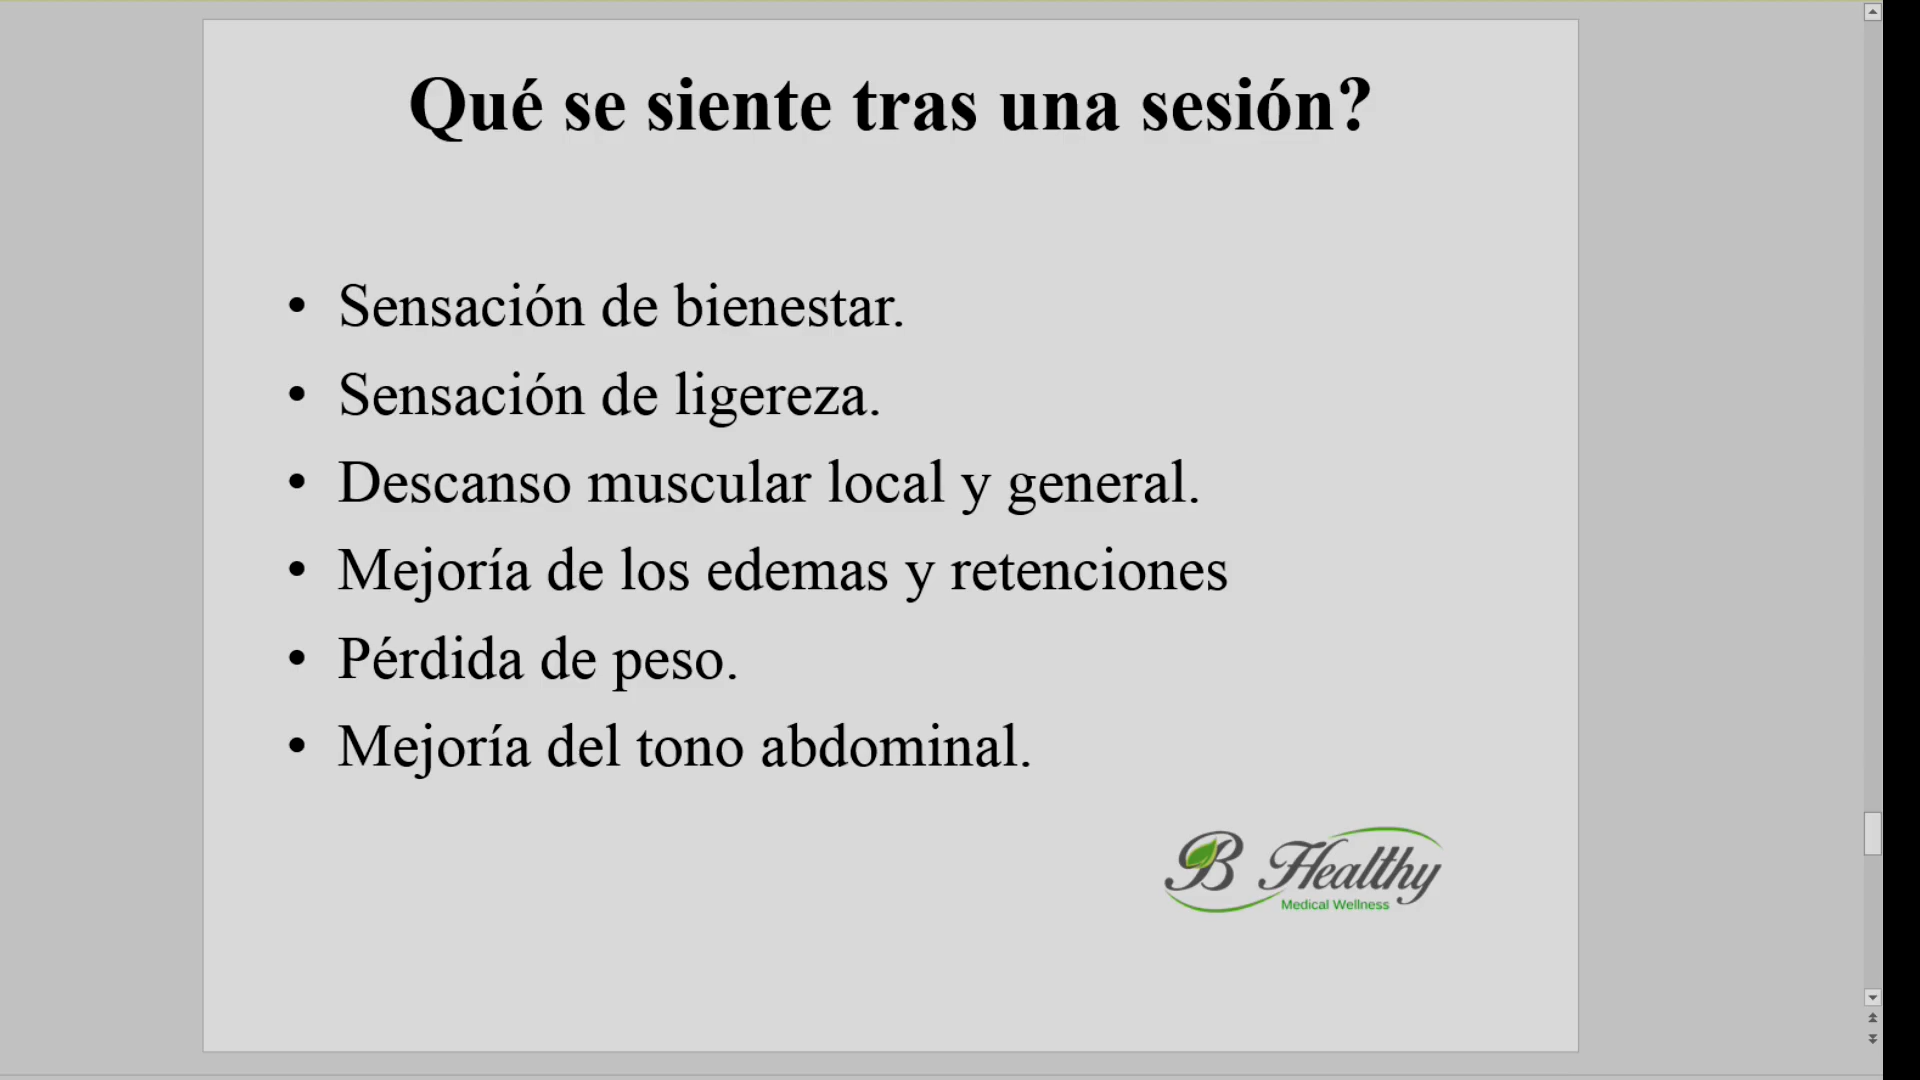 Qué se siente tras una sesión?
• Sensación de bienestar.
• Sensación de ligereza.
• Descanso muscular local y general.
• Mejoría de los edemas y retenciones
• Pérdida de peso.
• Mejoría del tono abdominal.
B Healthy
Medical Wellness